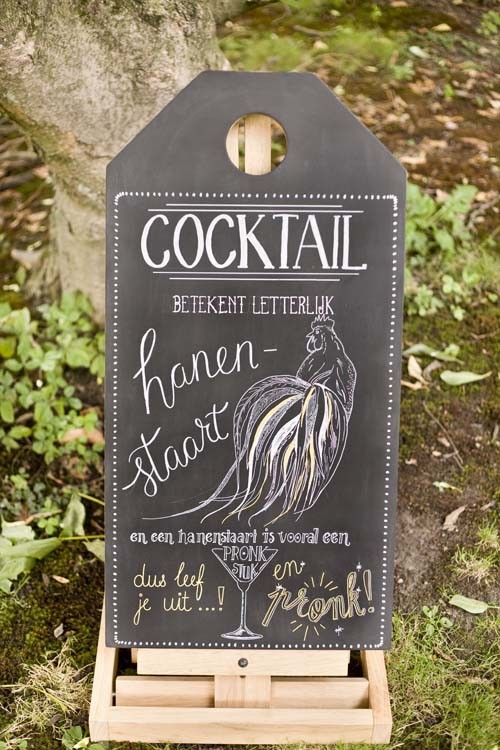 COCKTAIL
BETEKENT LETTERLIJK
hanen-
staart
en een hanenstaart is vooral een
PRONK
STUK
dus leef
je uit...!
en
pronk!